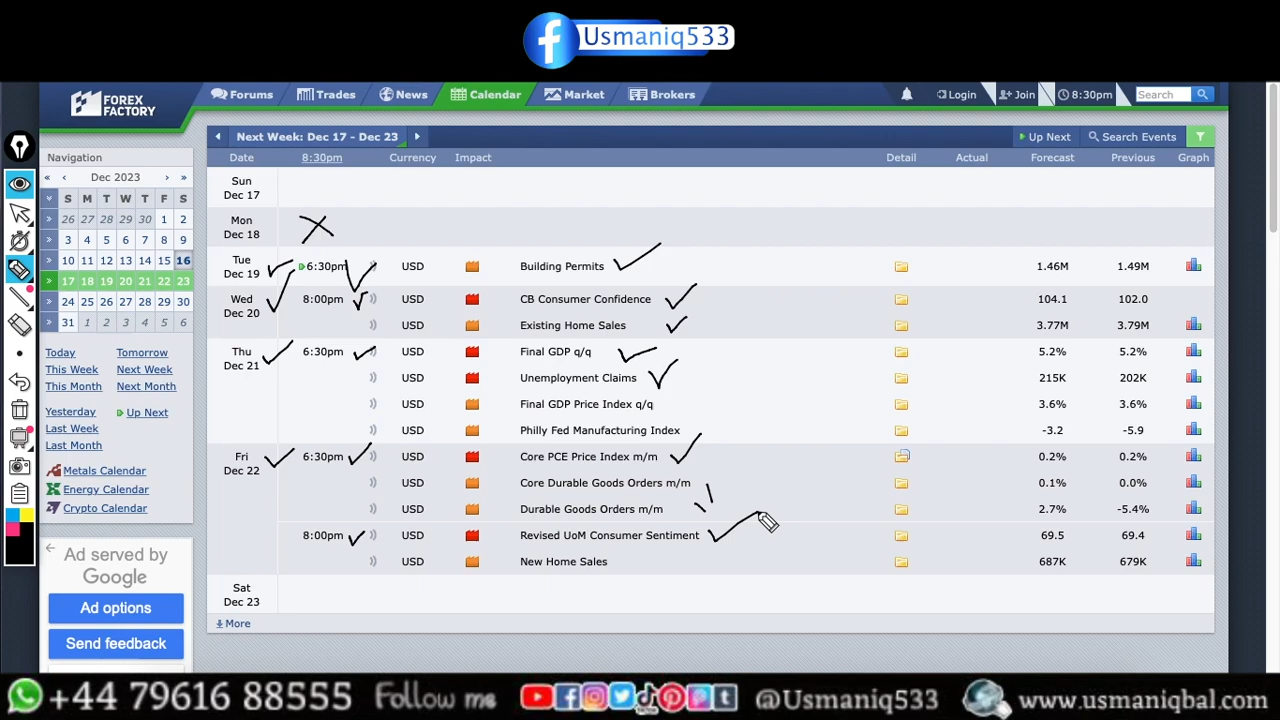 f Usmaniq533
FOREX FACTORY
Forums Trades News Calendar Market Brokers Login Join 8:30pm Search
Navigation
« ‹ Dec 2023 › »
S M T W T F S
26 27 28 29 30 1 2
3 4 5 6 7 8 9
10 11 12 13 14 15 16
17 18 19 20 21 22 23
24 25 26 27 28 29 30
31 1 2 3 4 5 6
Today Tomorrow
This Week Next Week
This Month Next Month
Yesterday Up Next
Last Week
Last Month
Metals Calendar
Energy Calendar
Crypto Calendar
Ad served by
Google
Ad options
Send feedback
Next Week: Dec 17 - Dec 23 Up Next Search Events
Date 8:30pm Currency Impact Detail Actual Forecast Previous Graph
Sun
Dec 17
Mon
Dec 18
Tue
Dec 19 6:30pm USD Building Permits 1.46M 1.49M
Wed
Dec 20 8:00pm USD CB Consumer Confidence 104.1 102.0
USD Existing Home Sales 3.77M 3.79M
Thu
Dec 21 6:30pm USD Final GDP q/q 5.2% 5.2%
USD Unemployment Claims 215K 202K
USD Final GDP Price Index q/q 3.6% 3.6%
USD Philly Fed Manufacturing Index -3.2 -5.9
Fri
Dec 22 6:30pm USD Core PCE Price Index m/m 0.2% 0.2%
USD Core Durable Goods Orders m/m 0.1% 0.0%
USD Durable Goods Orders m/m 2.7% -5.4%
8:00pm USD Revised UoM Consumer Sentiment 69.5 69.4
USD New Home Sales 687K 679K
Sat
Dec 23
More
+44 79616 88555 Follow me @Usmaniq533 www.usmaniqbal.com